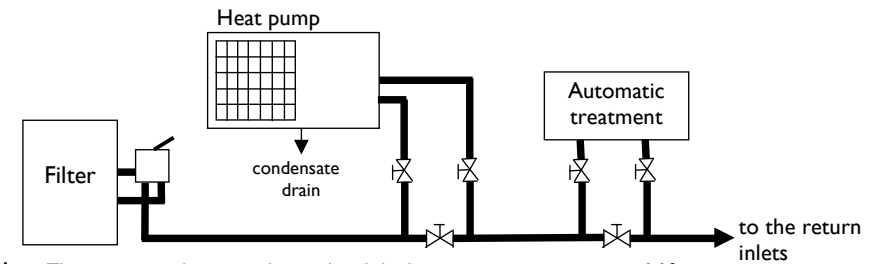 Heat pump
Automatic
treatment
Filter
condensate
drain
to the return
inlets